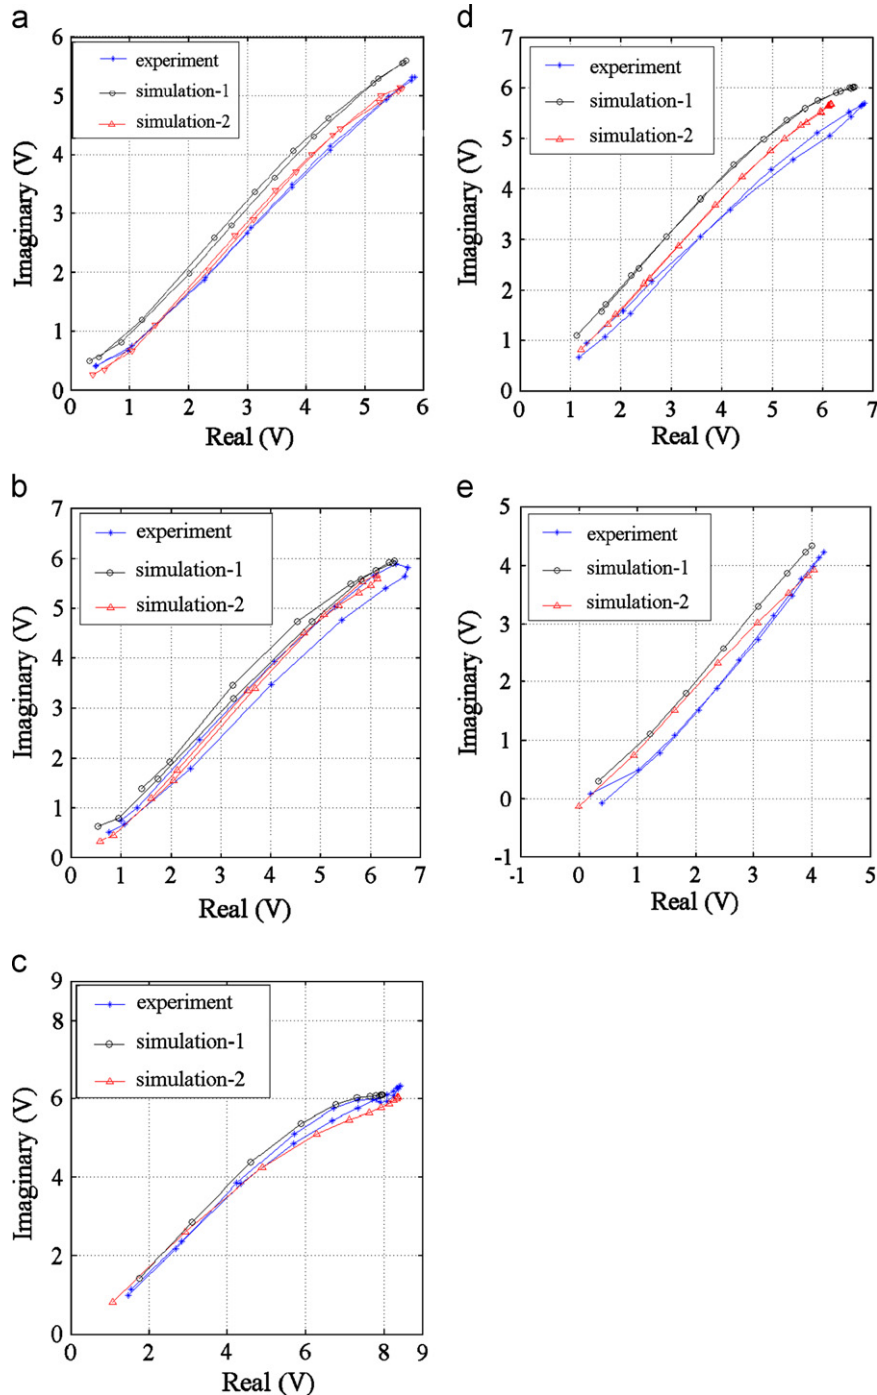 a
6
5
4
3
2
1
0
Imaginary (V)
experiment
simulation-1
simulation-2
0 1 2 3 4 5 6
Real (V)
b
7
6
5
4
3
2
1
0
Imaginary (V)
experiment
simulation-1
simulation-2
0 1 2 3 4 5 6 7
Real (V)
c
9
8
6
4
2
0
Imaginary (V)
experiment
simulation-1
simulation-2
0 2 4 6 8 9
Real (V)
d
7
6
5
4
3
2
1
0
Imaginary (V)
experiment
simulation-1
simulation-2
0 1 2 3 4 5 6 7
Real (V)
e
5
4
3
2
1
0
-1
Imaginary (V)
experiment
simulation-1
simulation-2
-1 0 1 2 3 4 5
Real (V)